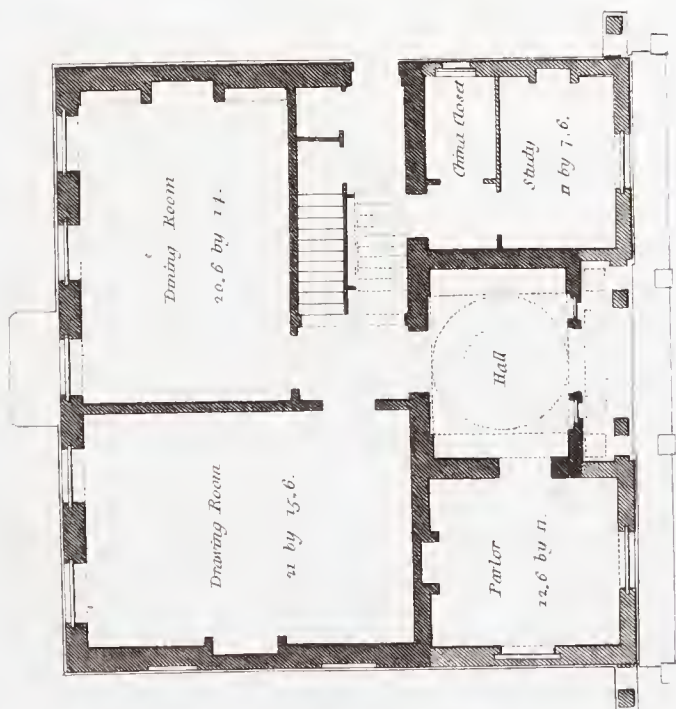 Dining Room
20.6 by 14.
Drawing Room
21 by 15.6.
China Closet
Study
11 by 7.6.
Hall
Parlor
12.6 by 11.